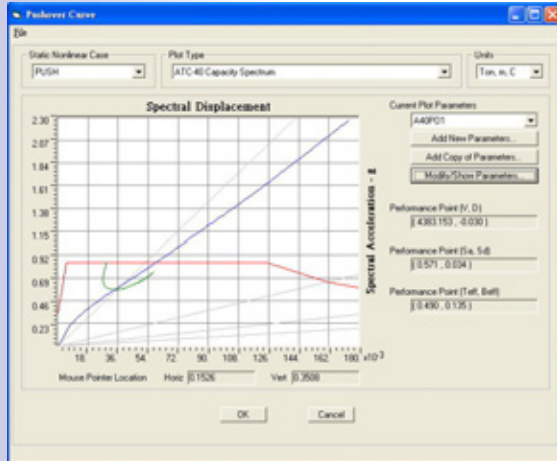 Pushover Curve
File
Static Nonlinear Case
PUSH
Plot Type
ATC-40 Capacity Spectrum
Units
Ton, m, C
Spectral Displacement
2.30
2.07
1.84
1.61
1.38
1.15
0.92
0.69
0.46
0.23
18. 36. 54. 72. 90. 108. 126. 144. 162. 180. x10-3
Spectral Acceleration - g
Mouse Pointer Location Horiz 0.1526 Vert 0.3508
Current Plot Parameters
A40PO1
Add New Parameters...
Add Copy of Parameters...
Modify/Show Parameters...
Performance Point (V, D)
( 4383.153 , -0.030 )
Performance Point (Sa, Sd)
( 0.571 , 0.034 )
Performance Point (Teff, Beff)
( 0.490 , 0.135 )
OK
Cancel